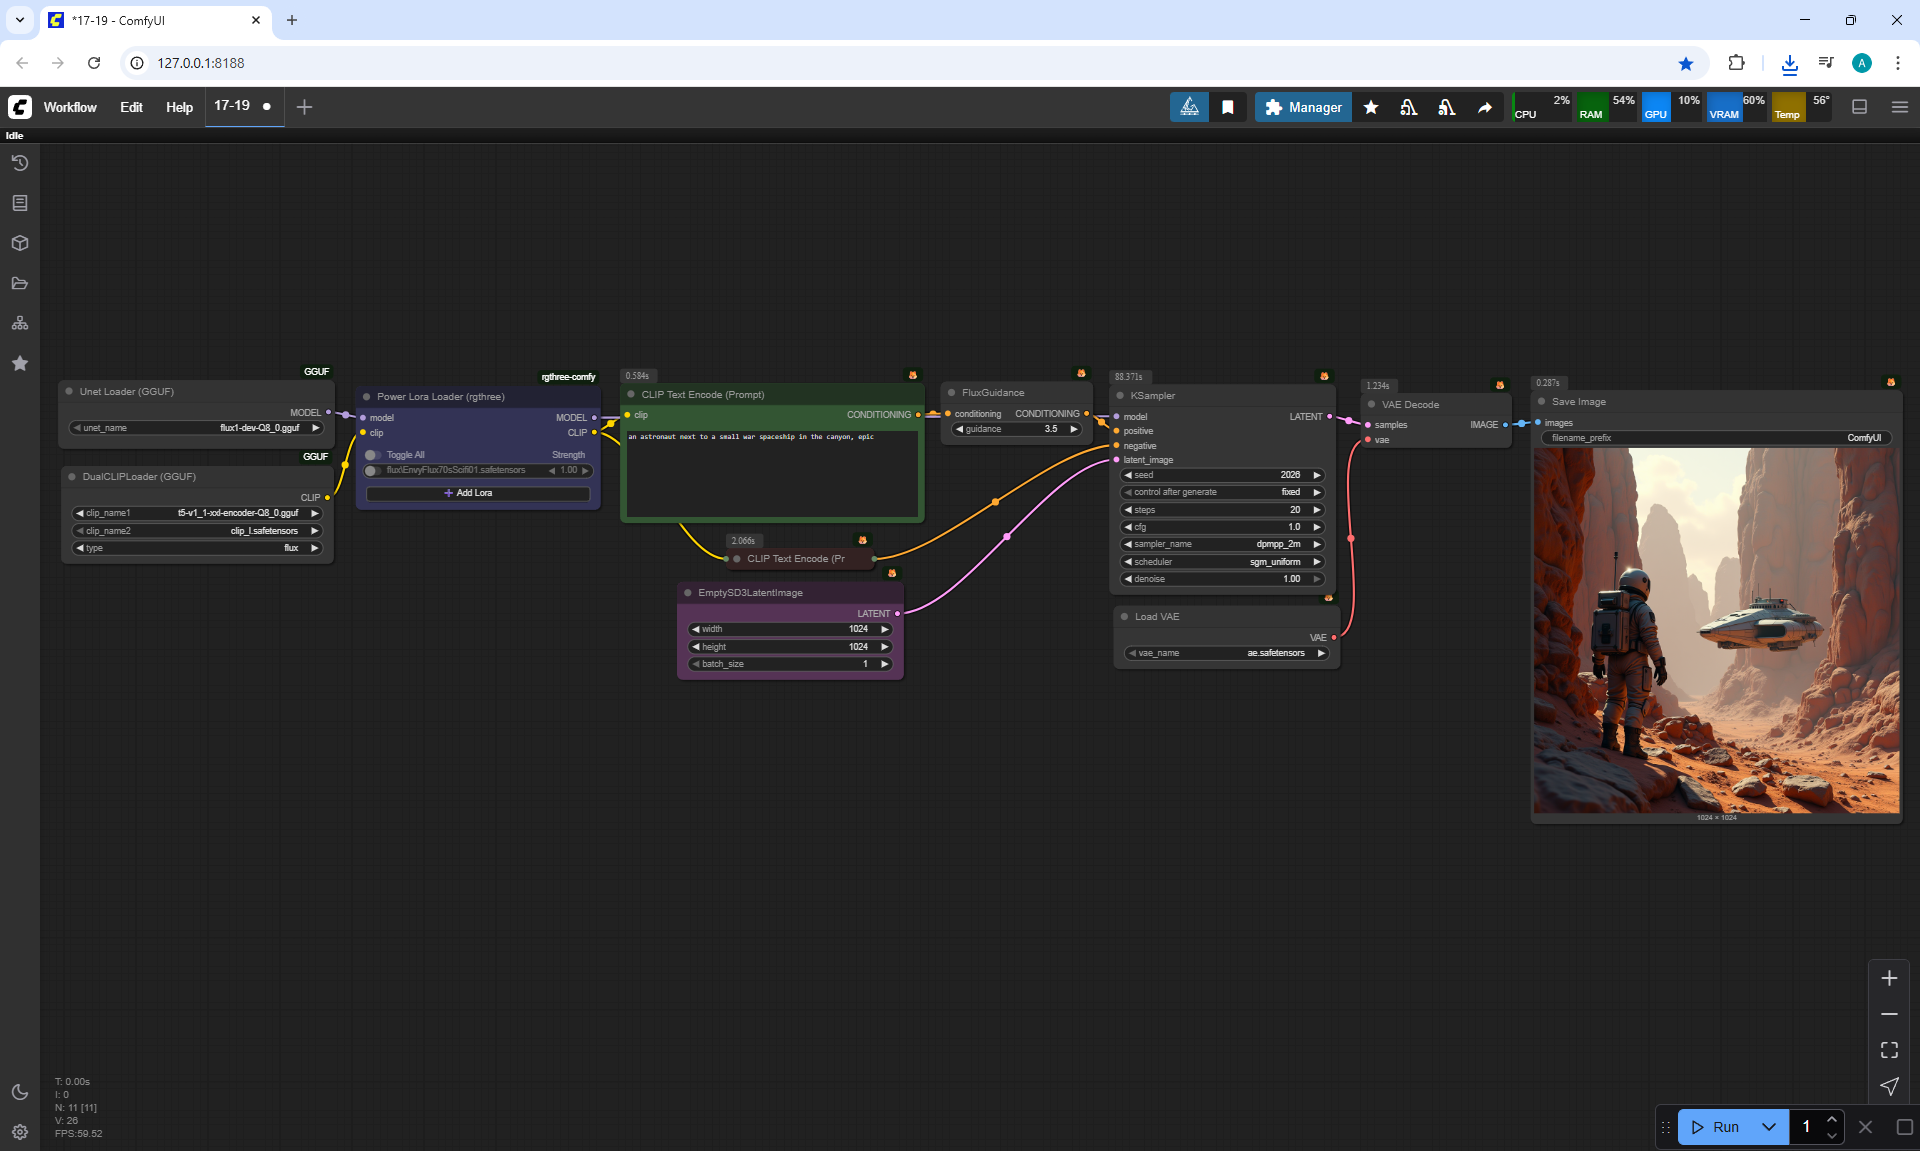 *17-19 - ComfyUI
127.0.0.1:8188
A
Workflow Edit Help 17-19
Manager
CPU 2% RAM 54% GPU 10% VRAM 60% Temp 56°
Idle
GGUF
Unet Loader (GGUF)
MODEL
unet_name flux1-dev-Q8_0.gguf
GGUF
DualCLIPLoader (GGUF)
CLIP
clip_name1 t5-v1_1-xxl-encoder-Q8_0.gguf
clip_name2 clip_l.safetensors
type flux
rgthree-comfy
Power Lora Loader (rgthree)
model MODEL
clip CLIP
Toggle All Strength
flux\EnvyFlux70sScifi01.safetensors 1.00
+ Add Lora
0.584s
CLIP Text Encode (Prompt)
clip CONDITIONING
an astronaut next to a small war spaceship in the canyon, epic
2.066s
CLIP Text Encode (Pr
EmptySD3LatentImage
LATENT
width 1024
height 1024
batch_size 1
FluxGuidance
conditioning CONDITIONING
guidance 3.5
88.371s
KSampler
model LATENT
positive
negative
latent_image
seed 2026
control after generate fixed
steps 20
cfg 1.0
sampler_name dpmpp_2m
scheduler sgm_uniform
denoise 1.00
Load VAE
VAE
vae_name ae.safetensors
1.234s
VAE Decode
samples IMAGE
vae
0.287s
Save Image
images
filename_prefix ComfyUI
1024 × 1024
T: 0.00s
I: 0
N: 11 [11]
V: 26
FPS:59.52
Run 1